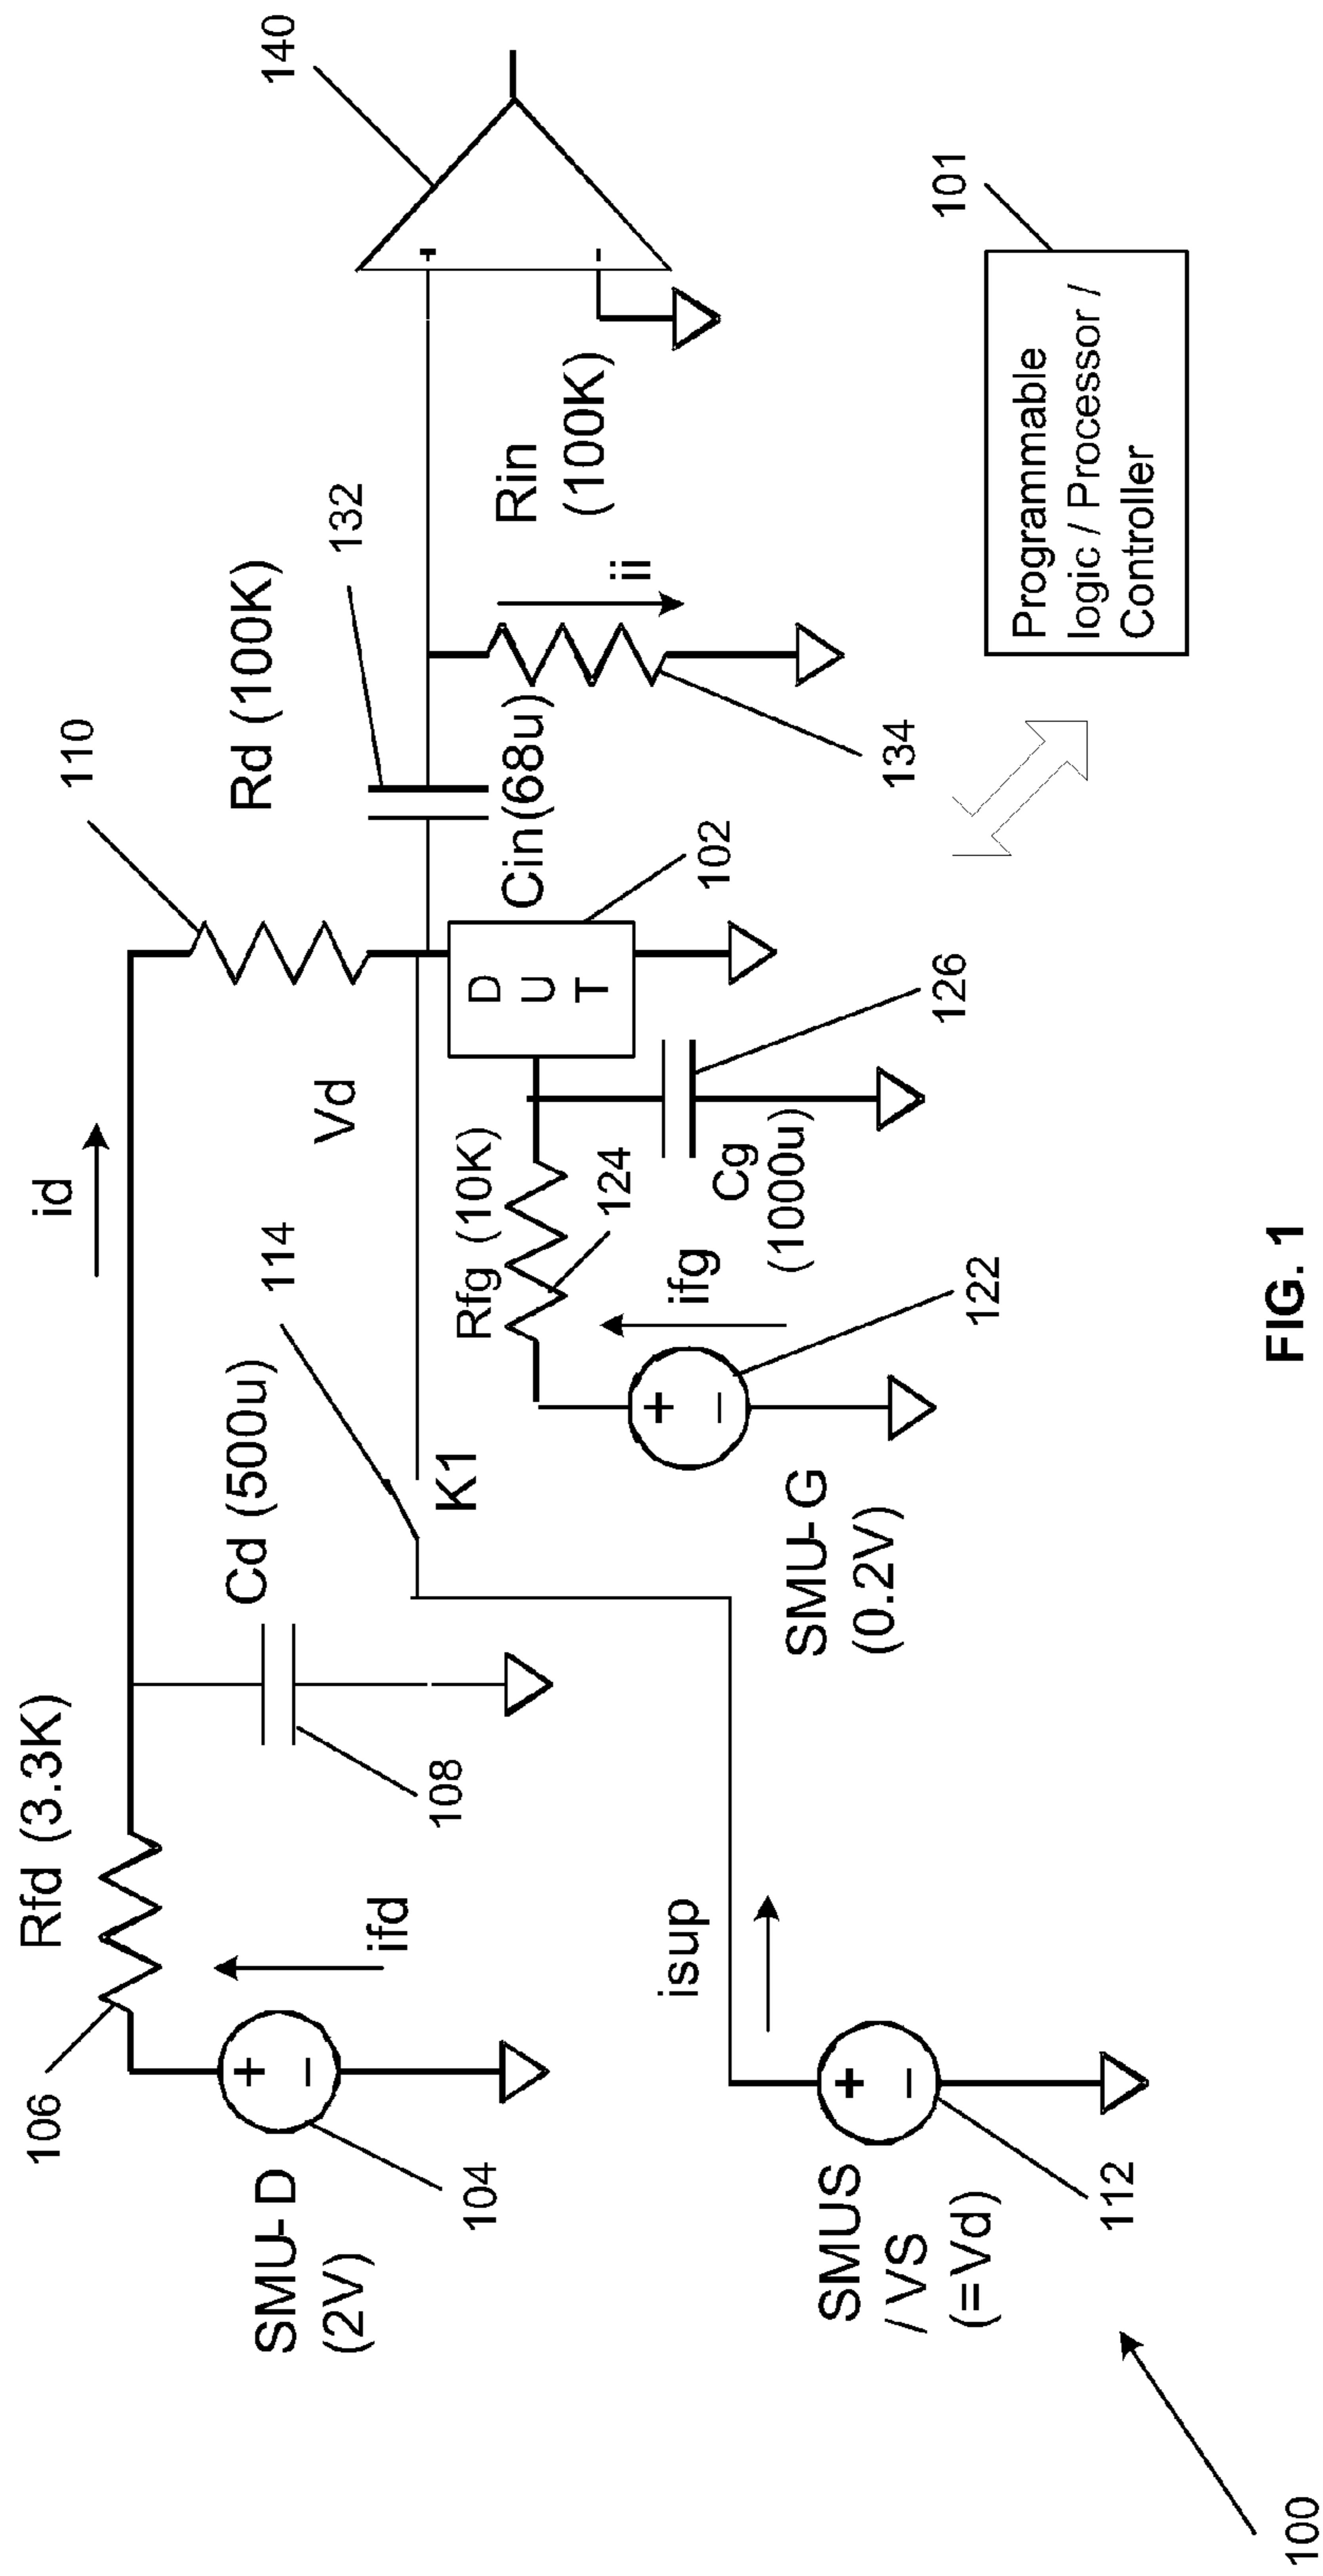 106
Rfd (3.3K)
id
110
Rd (100K)
140
SMU-D
(2V)
104
ifd
108
Cd (500u)
114
Vd
132
K1
Rfg (10K)
124
D
U
T
Cin(68u)
102
Rin
(100K)
ii
134
+
-
SMUS
/ VS
(=Vd)
112
isup
+
–
+
–
SMU-G
(0.2V)
+
–
122
ifg
Cg
(1000u)
126
101
Programmable
logic / Processor /
Controller
100
FIG. 1